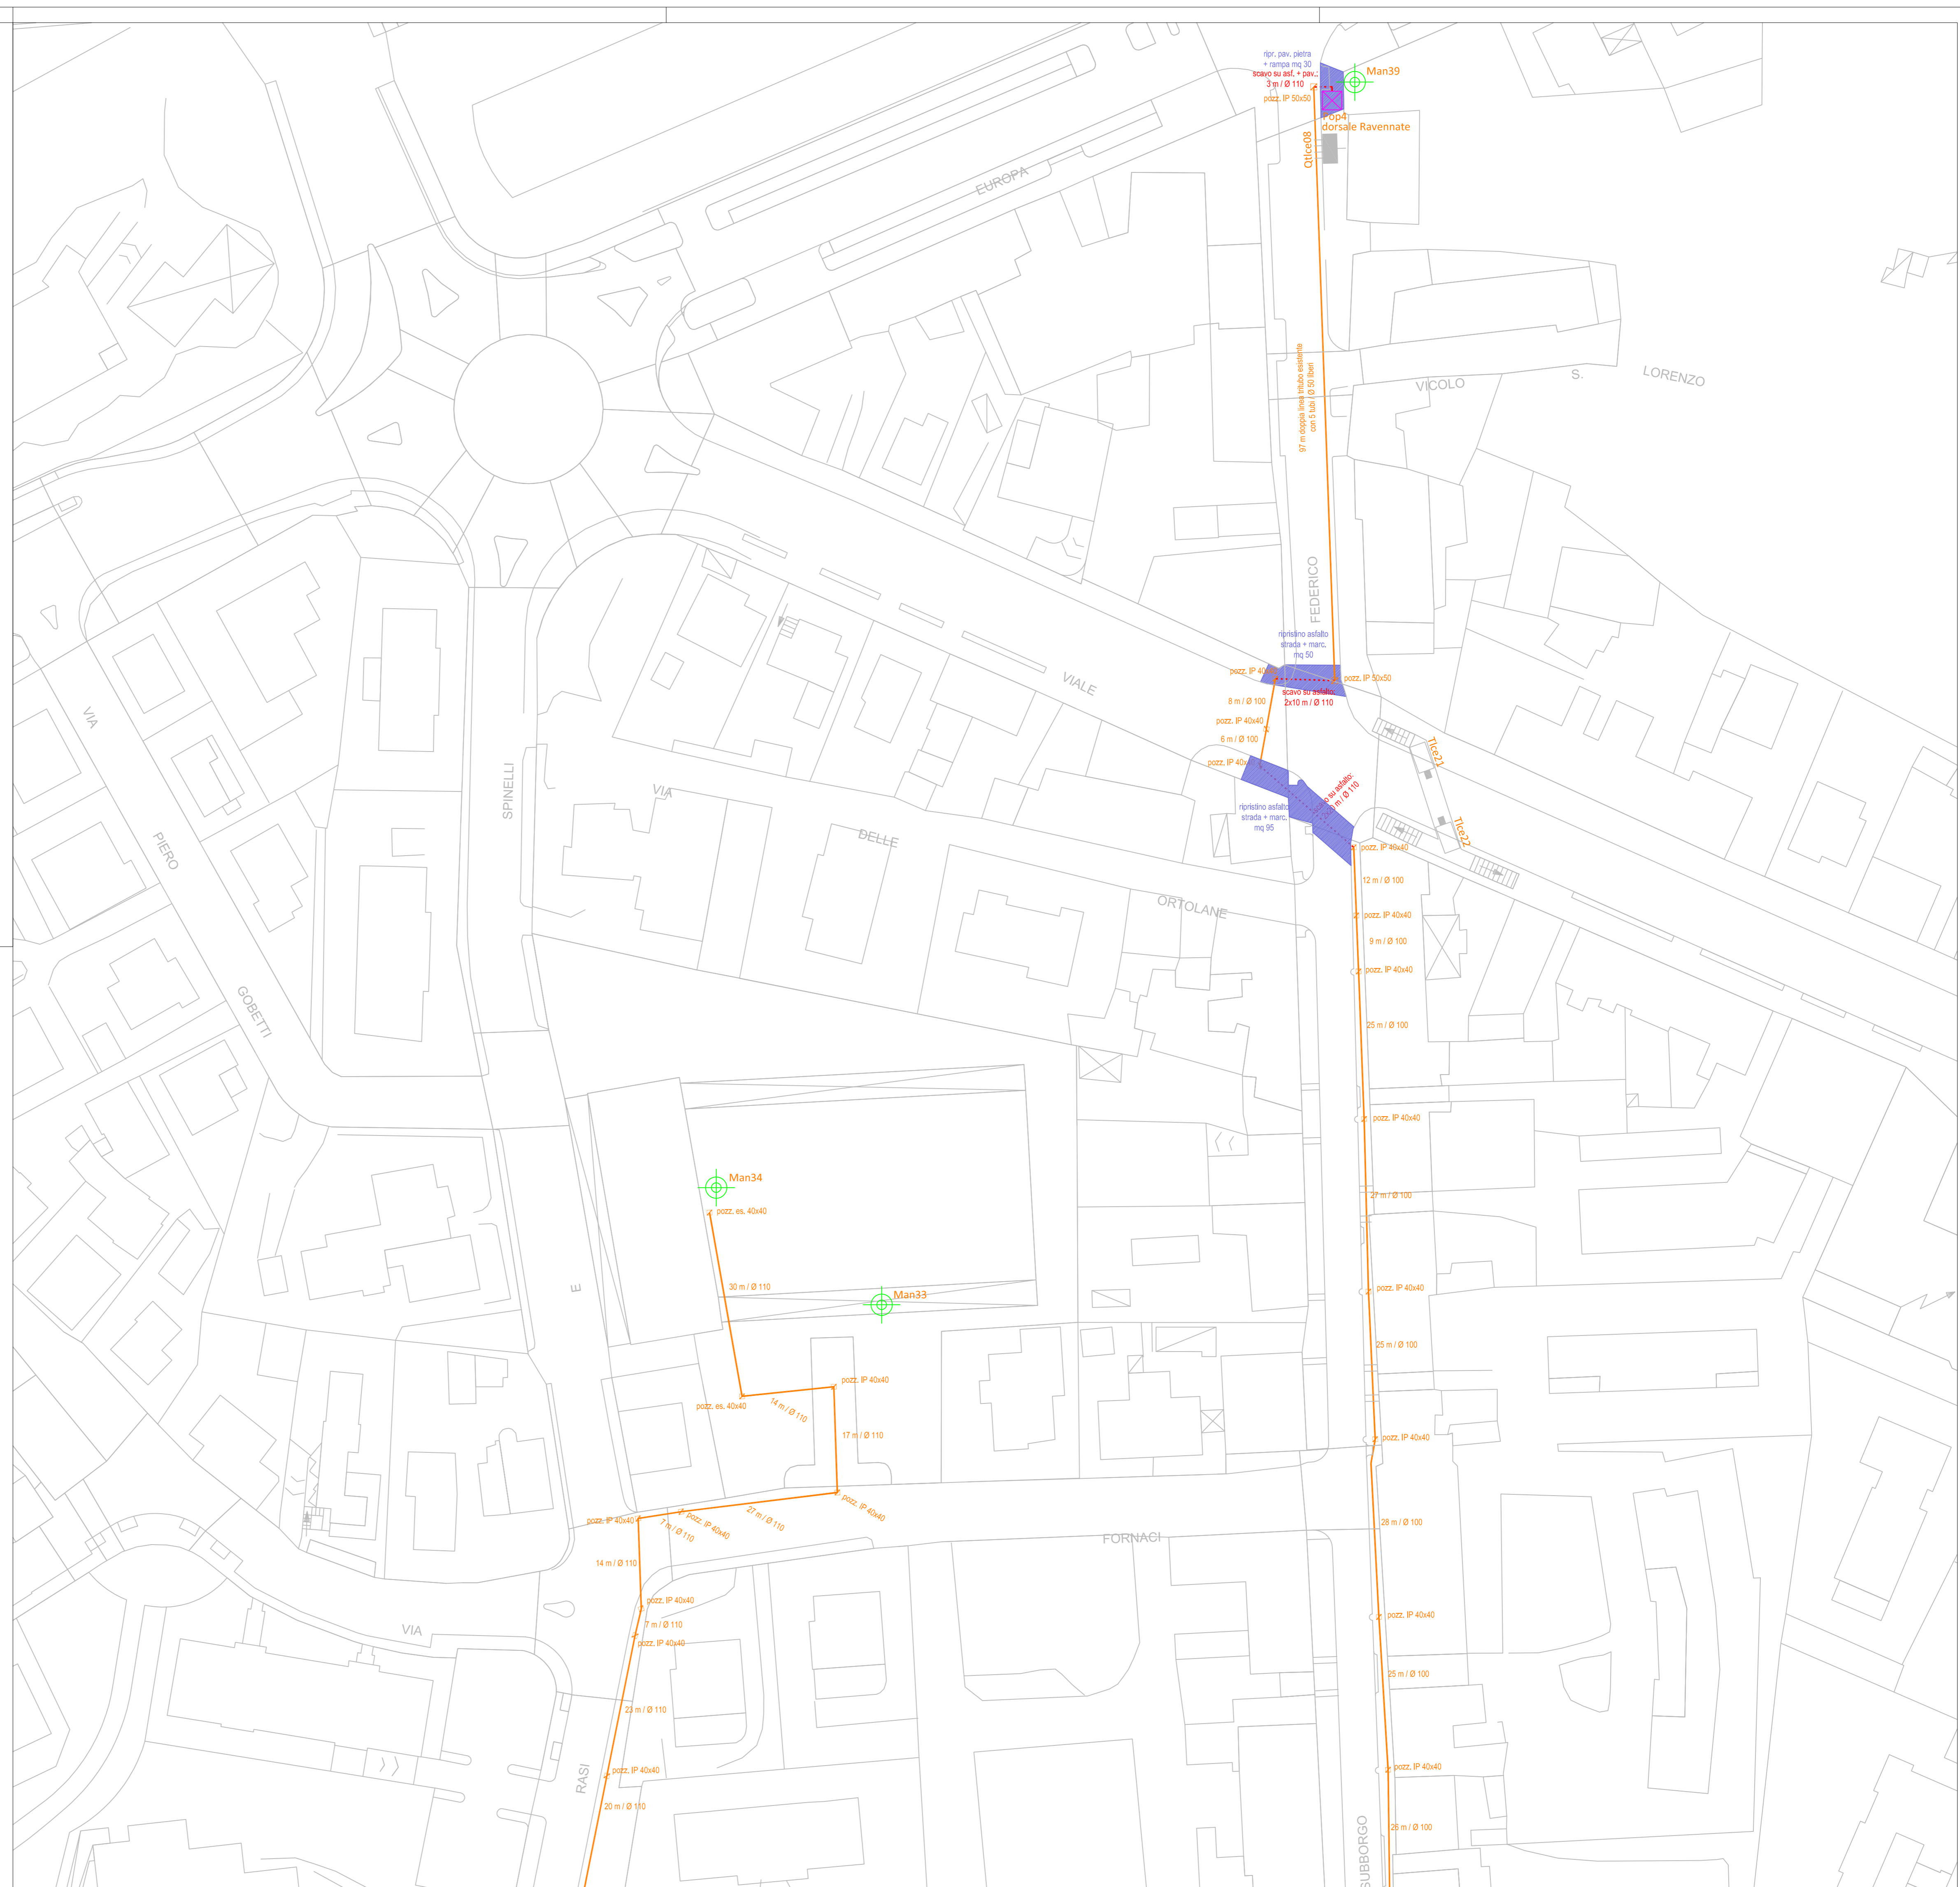 ripr. pav. pietra
+ rampa mq 30
scavo su asf. + pav.:
3 m / Ø 110
Man39
pozz. IP 50x50
Pop4
dorsale Ravennate
Qtice08
EUROPA
97 m doppia linea tritubo esistente
con 5 tubi / Ø 50 liberi
VICOLO
S.
LORENZO
FEDERICO
ripristino asfalto
strada + marc.
mq 50
pozz. IP 50x50
scavo su asfalto:
2x10 m / Ø 110
8 m / Ø 100
pozz. IP 40x40
6 m / Ø 100
VIALE
TIce21
TIce22
ripristino asfalto
strada + marc.
mq 95
pozz. IP 40x40
12 m / Ø 100
pozz. IP 40x40
9 m / Ø 100
pozz. IP 40x40
25 m / Ø 100
pozz. IP 40x40
27 m / Ø 100
pozz. IP 40x40
25 m / Ø 100
pozz. IP 40x40
28 m / Ø 100
pozz. IP 40x40
25 m / Ø 100
pozz. IP 40x40
26 m / Ø 100
SUBBORGO
VIA
PIERO
GOBETTI
SPINELLI
VIA
DELLE
ORTOLANE
E
Man34
pozz. es. 40x40
30 m / Ø 110
Man33
pozz. es. 40x40
14 m / Ø 110
pozz. IP 40x40
17 m / Ø 110
pozz. IP 40x40
27 m / Ø 110
pozz. IP 40x40
7 m / Ø 110
pozz. IP 40x40
14 m / Ø 110
FORNACI
VIA
pozz. IP 40x40
7 m / Ø 110
pozz. IP 40x40
23 m / Ø 110
RASI
pozz. IP 40x40
20 m / Ø 110